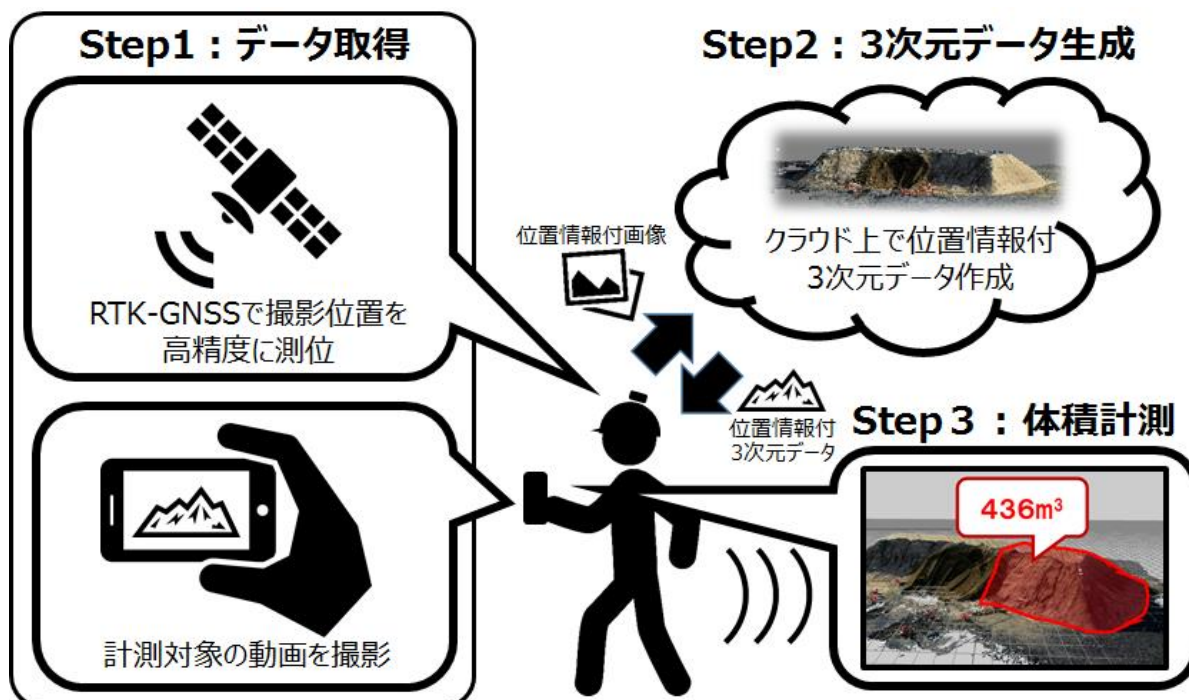 Step1：データ取得
RTK-GNSSで撮影位置を
高精度に測位
計測対象の動画を撮影
Step2：3次元データ生成
クラウド上で位置情報付
3次元データ作成
位置情報付画像
位置情報付
3次元データ
Step３：体積計測
436m³